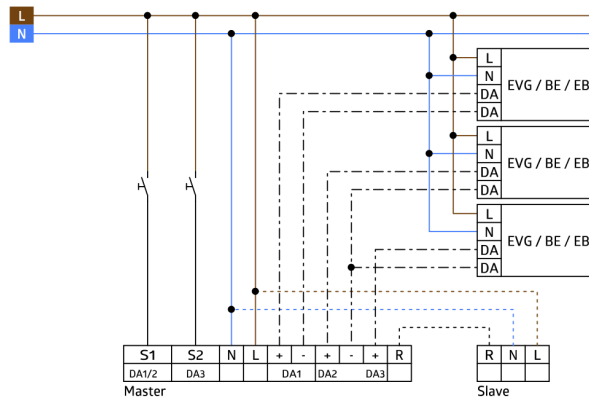 L
N
L
N EVG / BE / EB
DA
DA
L
N EVG / BE / EB
DA
DA
L
N EVG / BE / EB
DA
DA
S1 S2 N L + - + - + R R N L
DA1/2 DA3 DA1 DA2 DA3
Master Slave